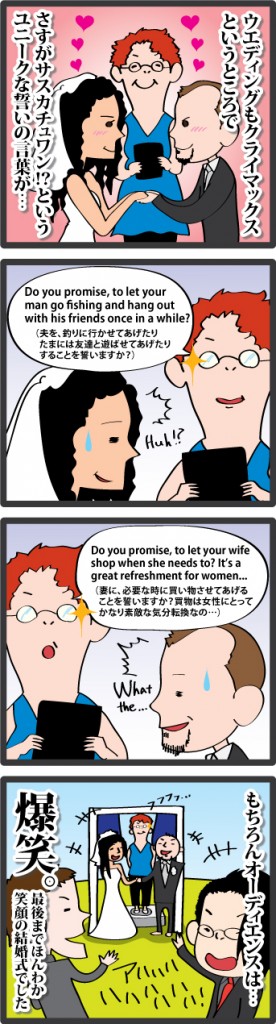 ウエディングもクライマックス
というところで
さすがサスカチュワン!?という
ユニークな誓いの言葉が…
Do you promise, to let your
man go fishing and hang out
with his friends once in a while?
(夫を、釣りに行かせてあげたり
たまには友達と遊ばせてあげたり
することを誓いますか?)
Huh!?
Do you promise, to let your wife
shop when she needs to? It's a
great refreshment for women...
(妻に、必要な時に買い物させてあげる
ことを誓いますか?買物は女性にとって
かなり素敵な気分転換なの…)
What
the...
もちろんオーディエンスは…
フフフッ…
爆笑。
最後までほんわか
笑顔の結婚式でした
アハハハ
ハハハハ!